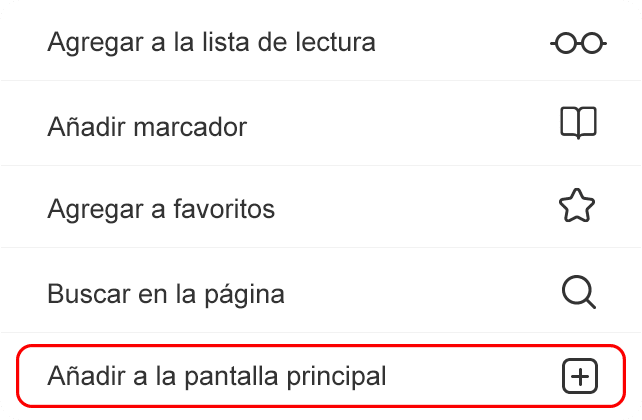 Agregar a la lista de lectura
Añadir marcador
Agregar a favoritos
Buscar en la página
Añadir a la pantalla principal